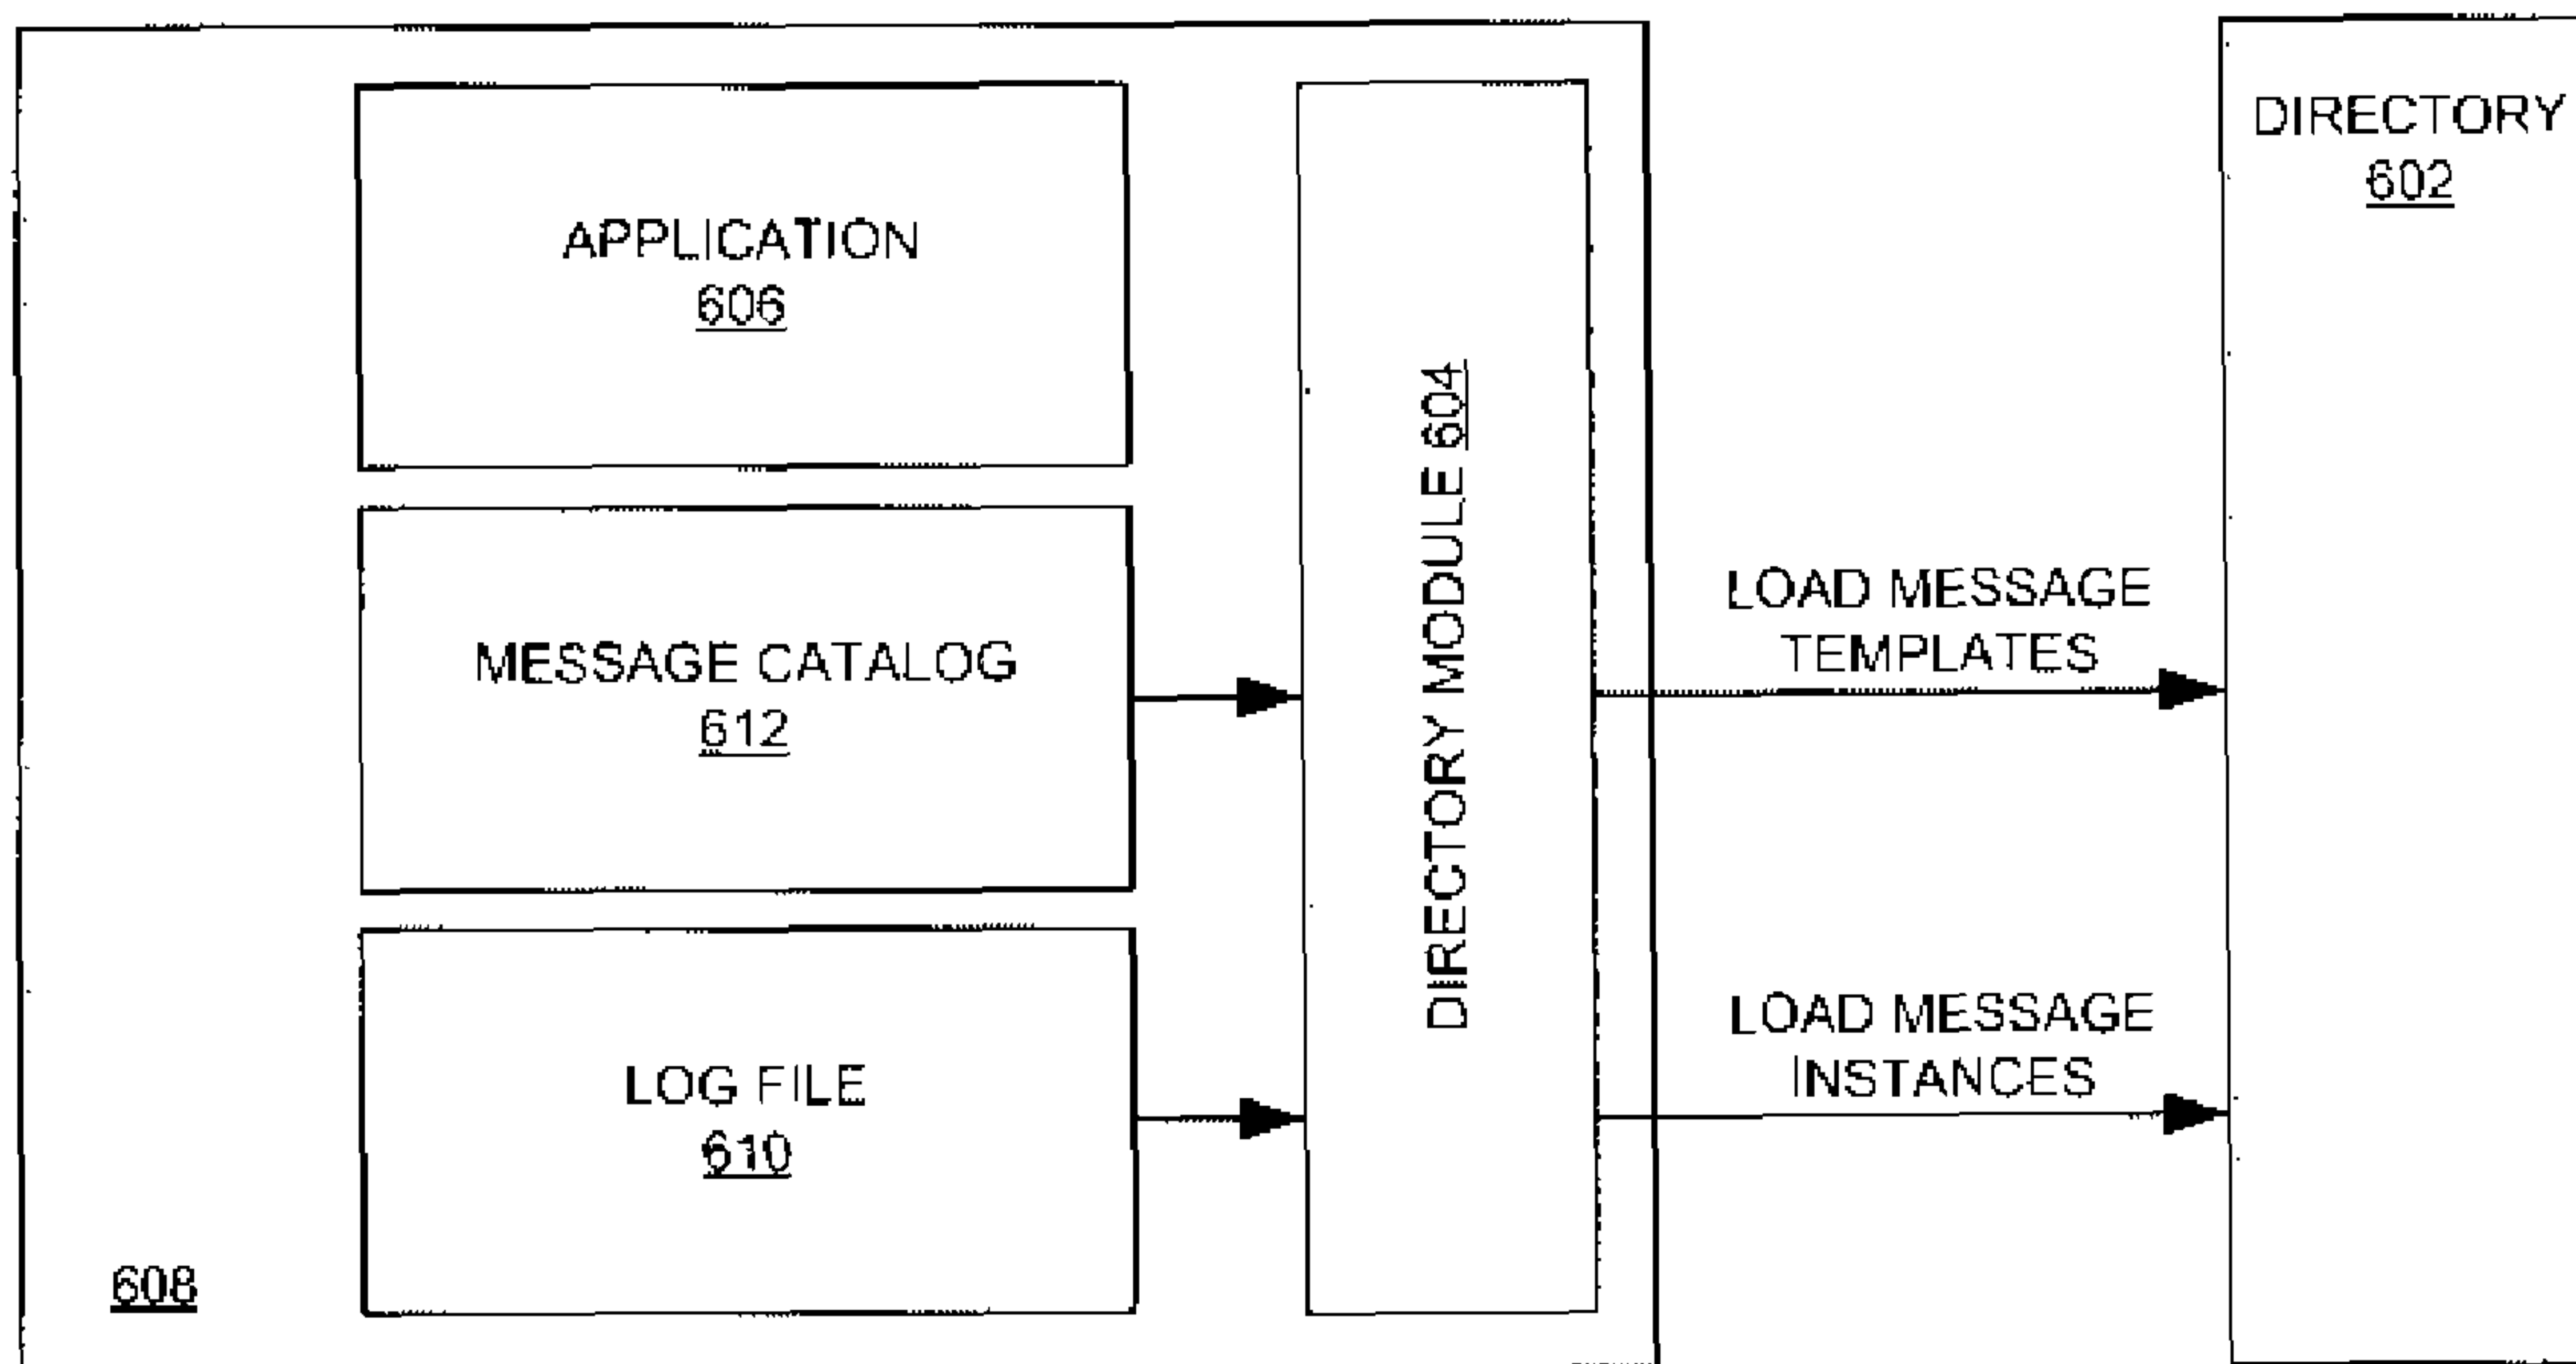 APPLICATION
606
MESSAGE CATALOG
612
LOG FILE
610
608
DIRECTORY MODULE 604
LOAD MESSAGE
TEMPLATES
LOAD MESSAGE
INSTANCES
DIRECTORY
602